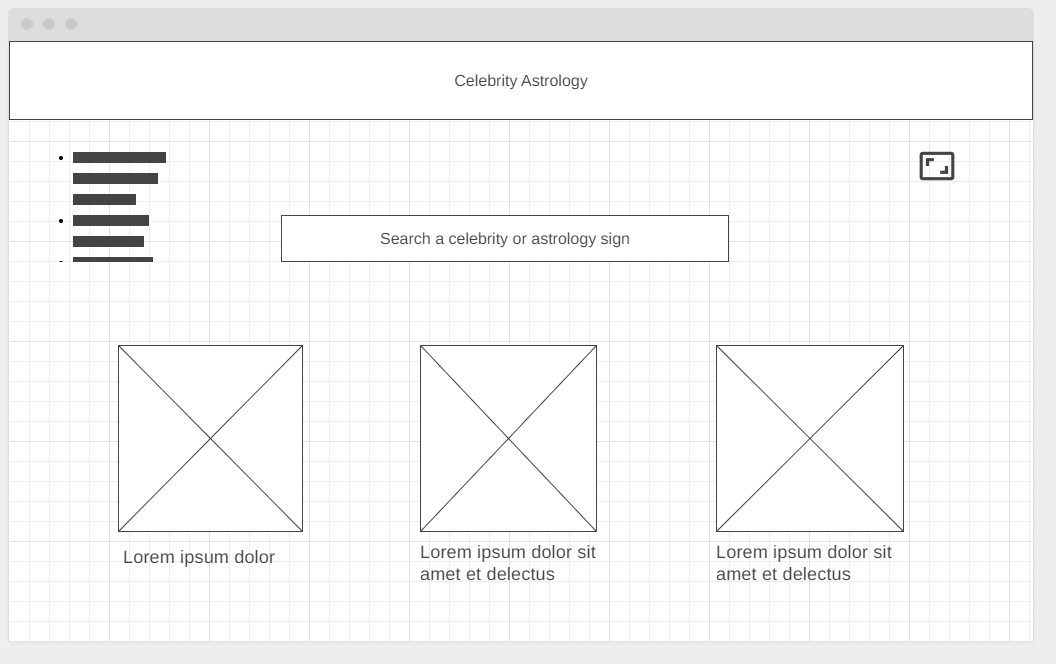 Celebrity Astrology
Search a celebrity or astrology sign
Lorem ipsum dolor
Lorem ipsum dolor sit
amet et delectus
Lorem ipsum dolor sit
amet et delectus